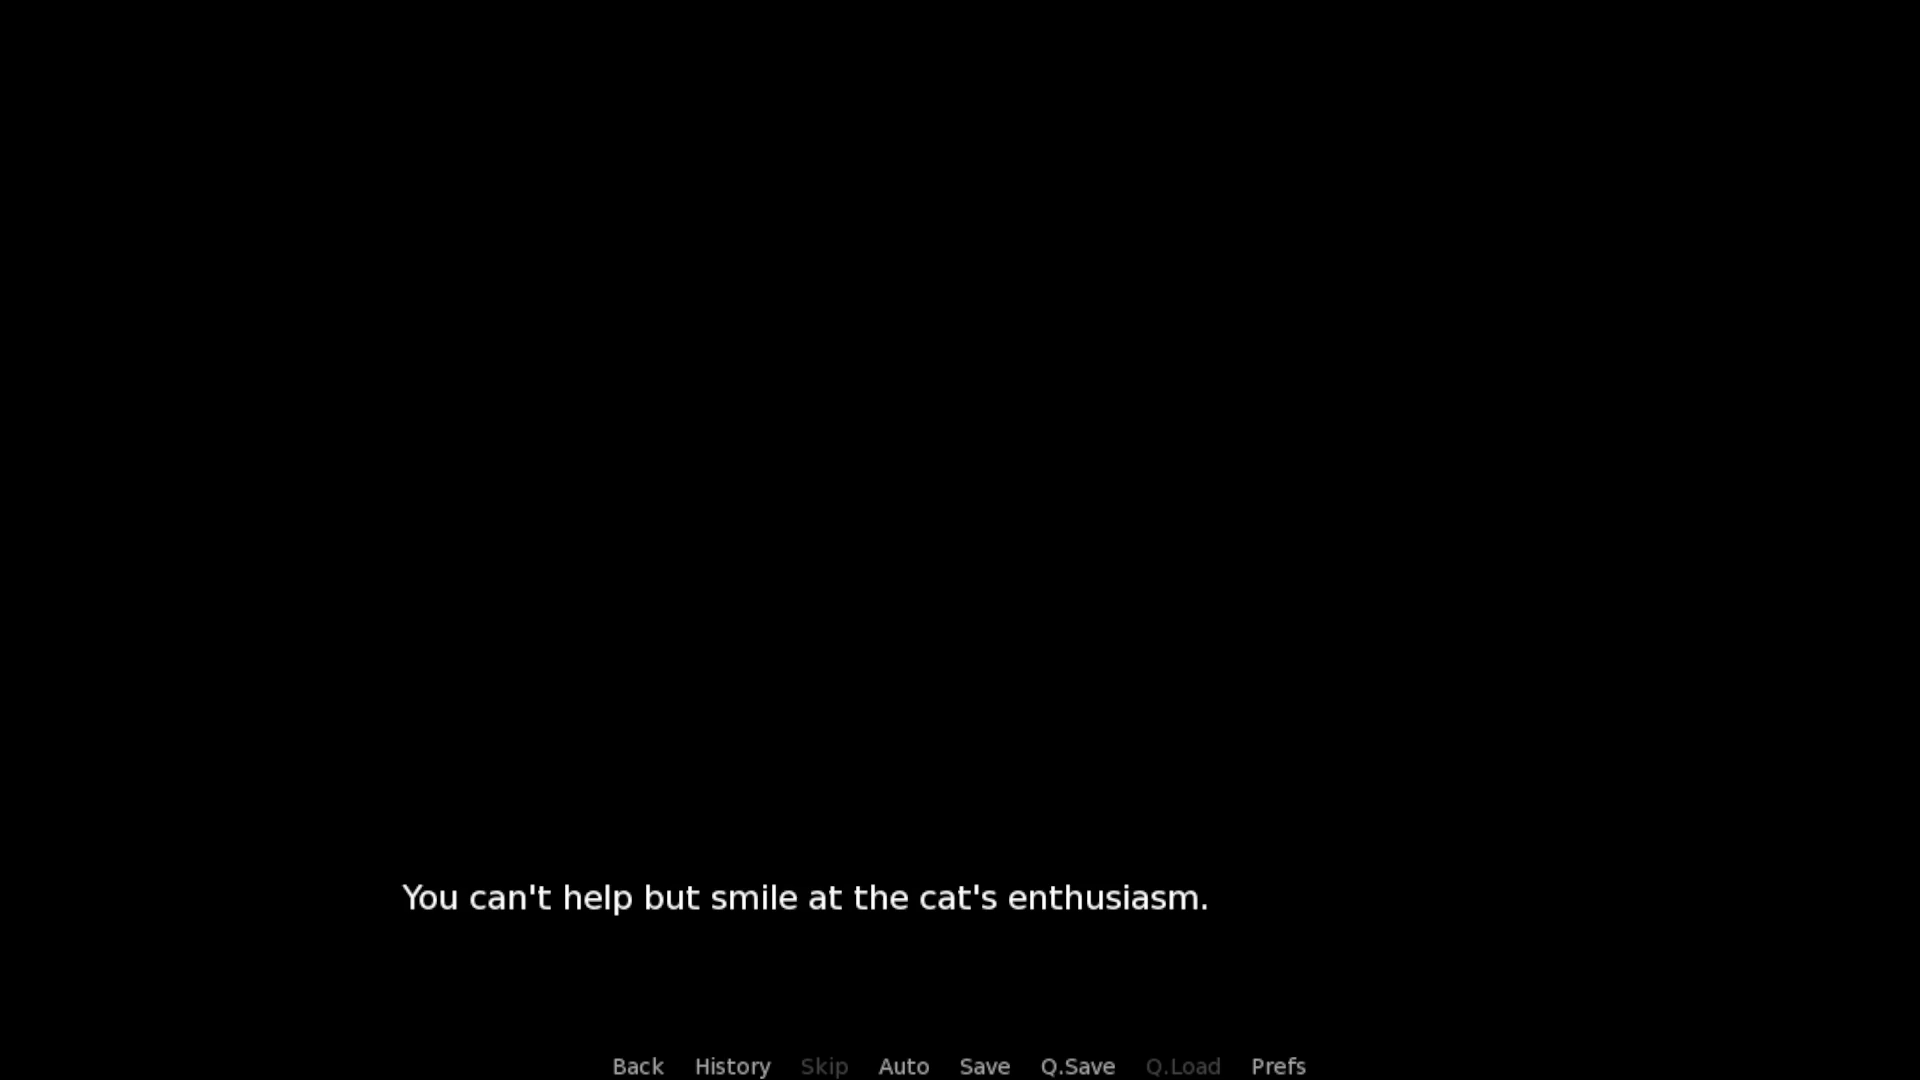 You can't help but smile at the cat's enthusiasm.
Back History Skip Auto Save Q.Save Q.Load Prefs